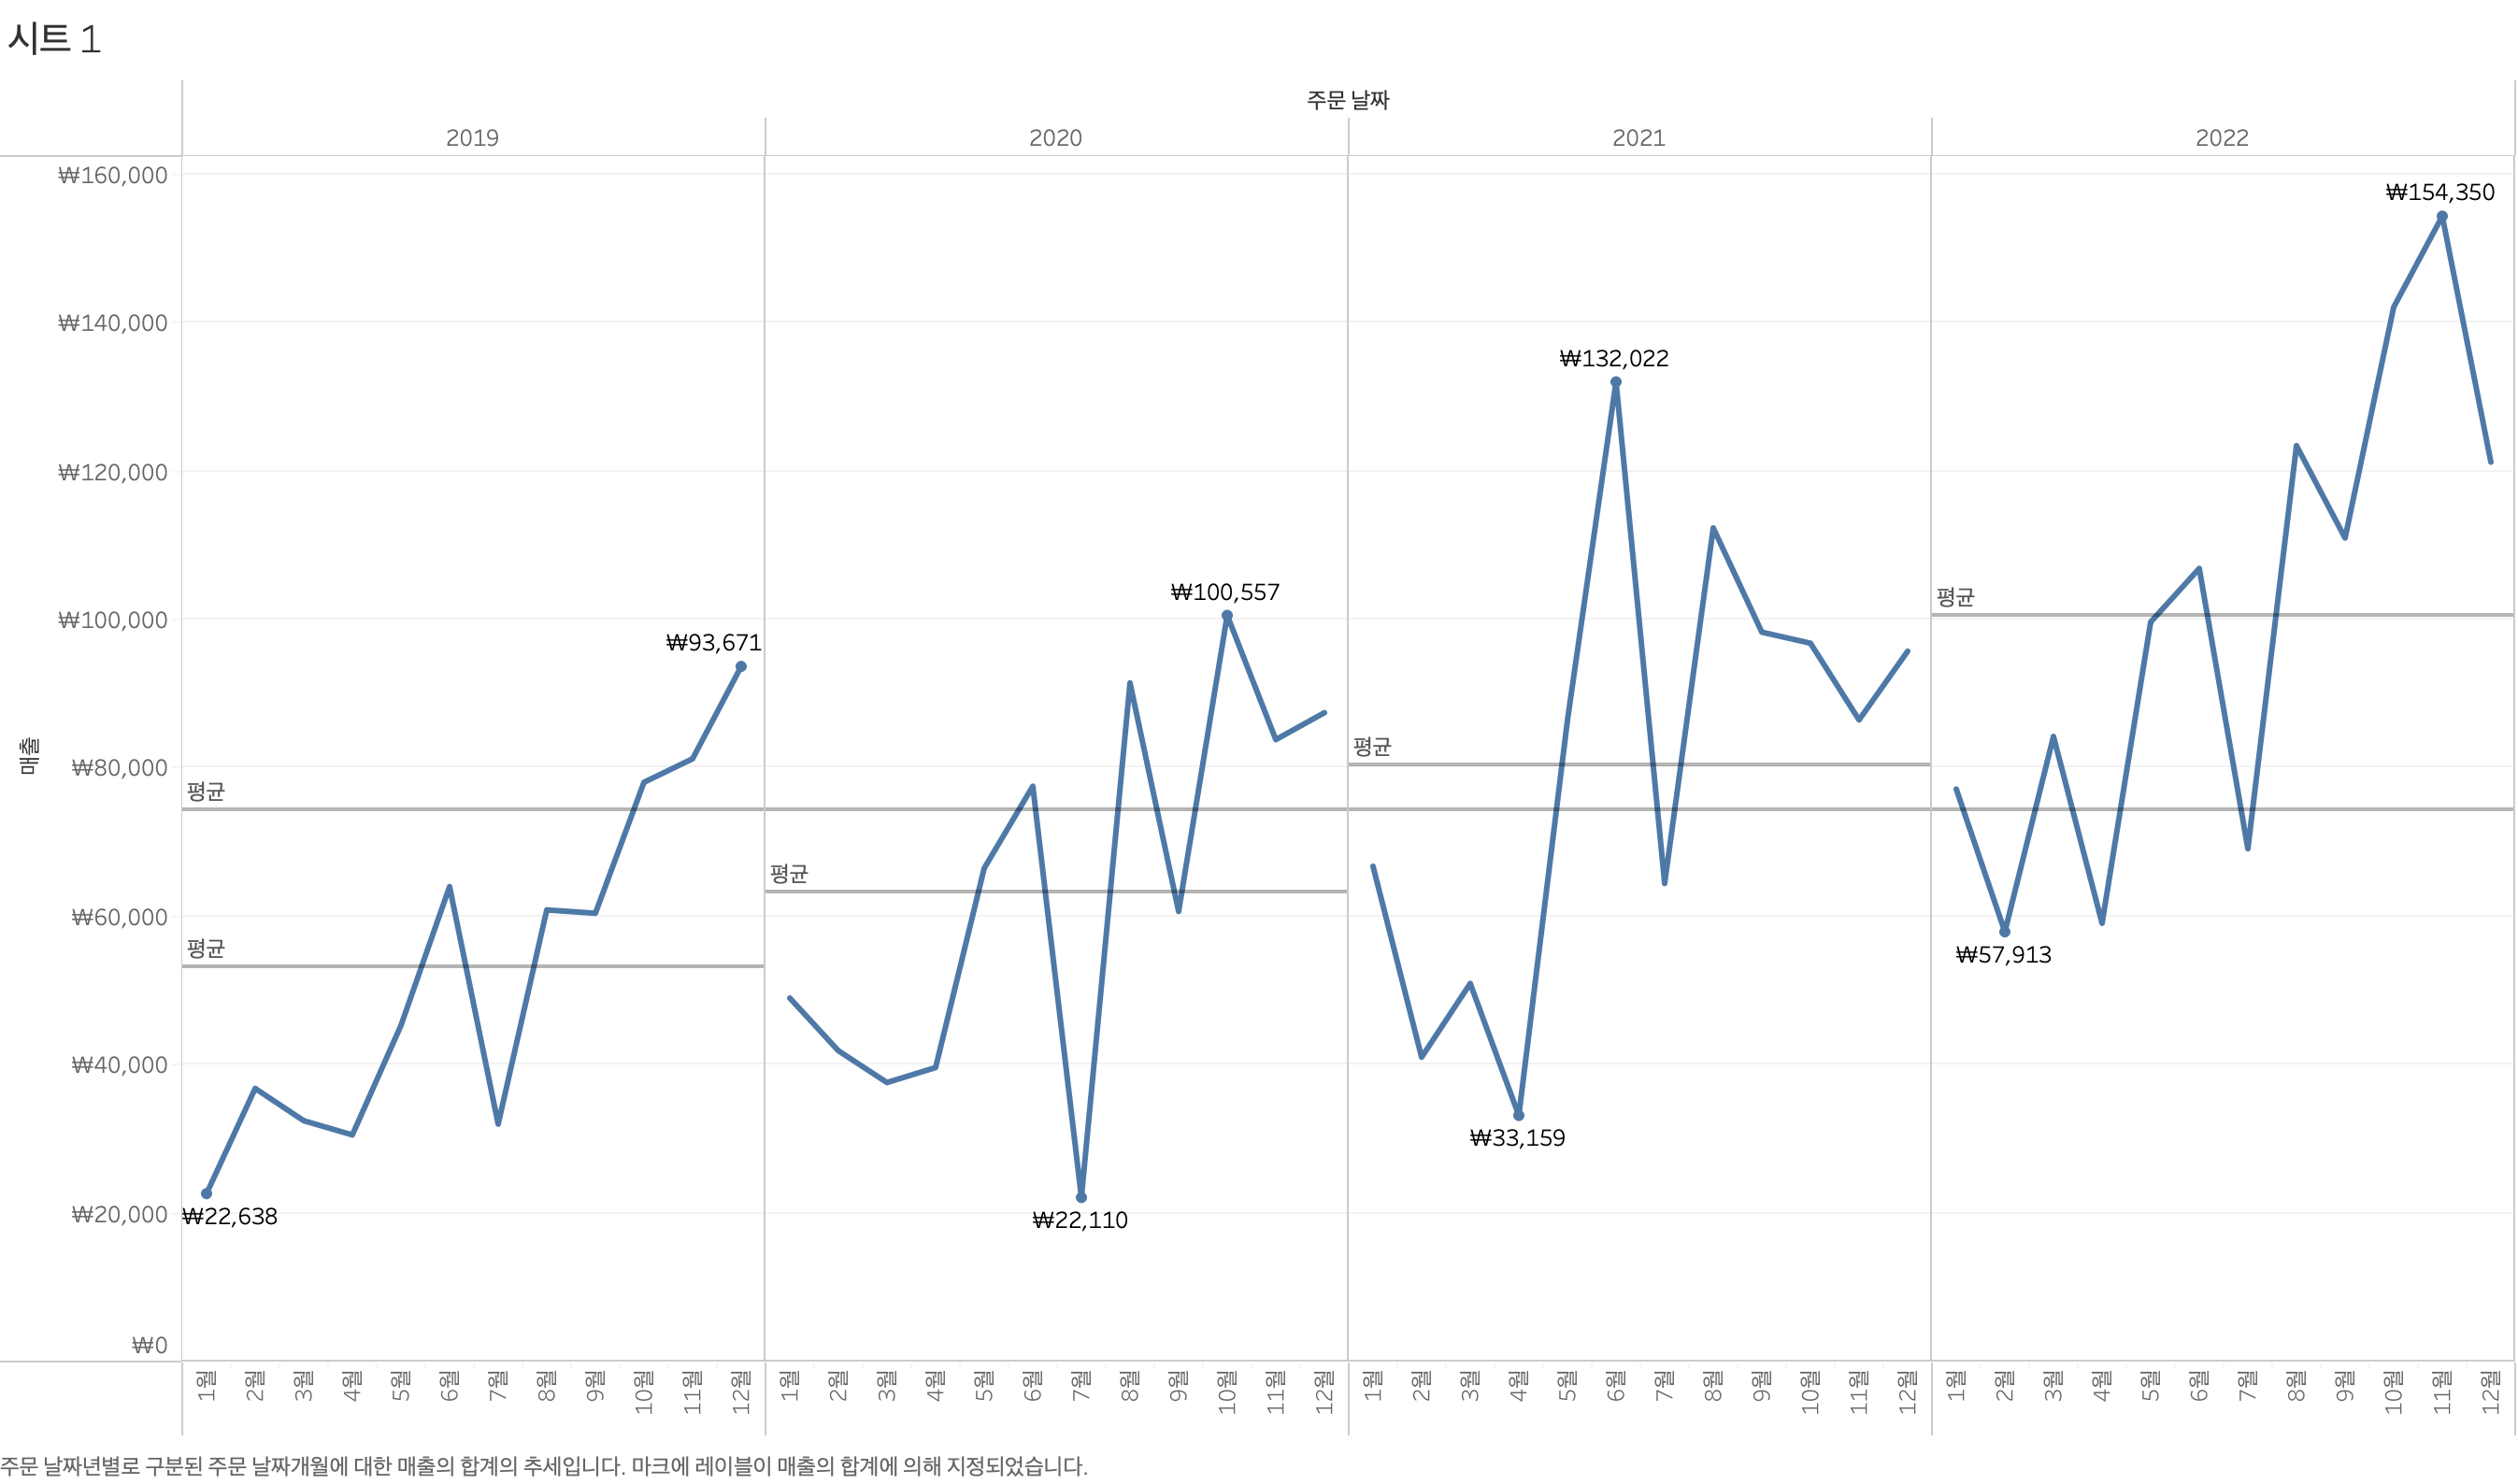 시트 1
주문 날짜
2019 2020 2021 2022
₩160,000
₩154,350
₩140,000
₩132,022
₩120,000
₩100,557
평균
₩100,000
₩93,671
평균
매출
₩80,000
평균
평균
₩60,000
평균
₩57,913
₩40,000
₩33,159
₩20,000
₩22,638
₩22,110
₩0
1월 2월 3월 4월 5월 6월 7월 8월 9월 10월 11월 12월 1월 2월 3월 4월 5월 6월 7월 8월 9월 10월 11월 12월 1월 2월 3월 4월 5월 6월 7월 8월 9월 10월 11월 12월 1월 2월 3월 4월 5월 6월 7월 8월 9월 10월 11월 12월
주문 날짜년별로 구분된 주문 날짜개월에 대한 매출의 합계의 추세입니다. 마크에 레이블이 매출의 합계에 의해 지정되었습니다.